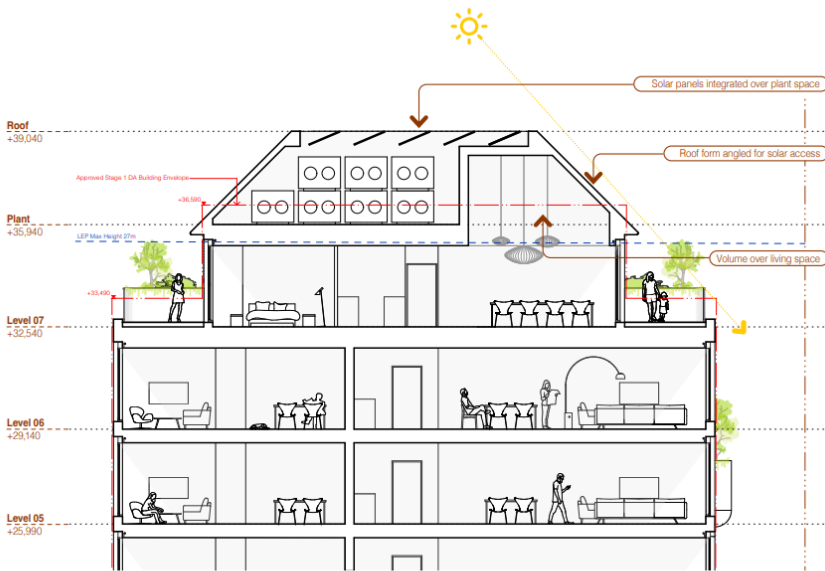 Solar panels integrated over plant space
Roof
+39,040
Roof form angled for solar access
Approved Stage 1 DA Building Envelope
+36,590
Plant
+35,940
LEP Max Height 27m
Volume over living space
+33,490
Level 07
+32,540
Level 06
+29,140
Level 05
+25,990